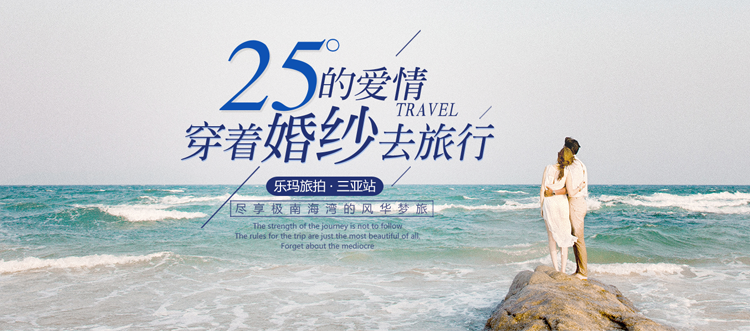 25°的爱情
TRAVEL
穿着婚纱去旅行
乐玛旅拍·三亚站
尽享极南海湾的风华梦旅
The strength of the journey is not to follow
The rules for the trip are just the most beautiful of all.
Forget about the mediocre